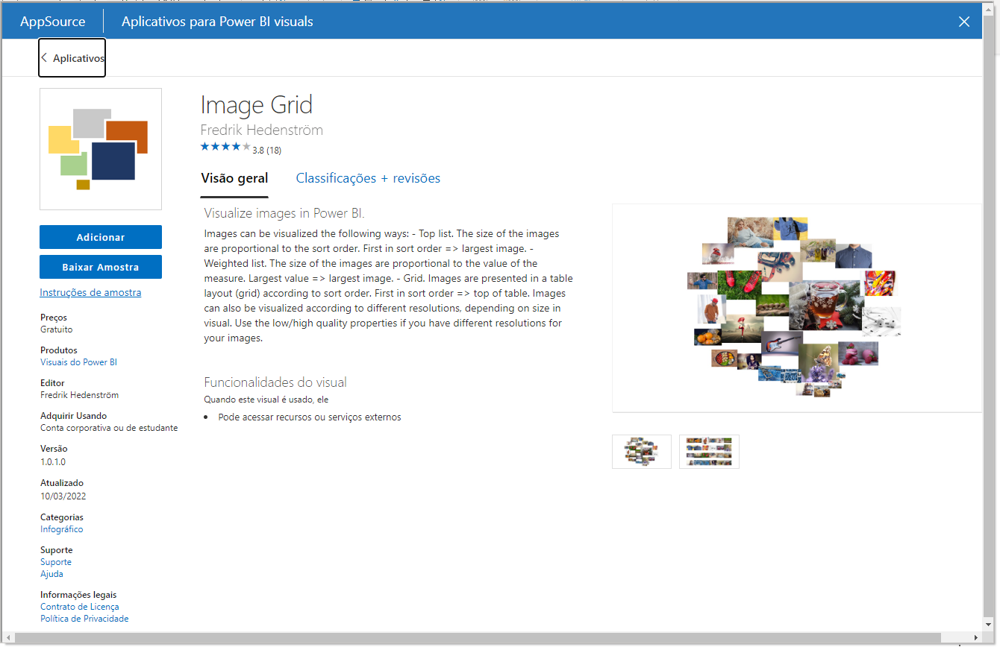 AppSource
Aplicativos para Power BI visuals
Aplicativos
Image Grid
Fredrik Hedenström
3.8 (18)
Visão geral
Classificações + revisões
Adicionar
Baixar Amostra
Instruções de amostra
Preços
Gratuito
Produtos
Visuais do Power BI
Editor
Fredrik Hedenström
Adquirir Usando
Conta corporativa ou de estudante
Versão
1.0.1.0
Atualizado
10/03/2022
Categorias
Infográfico
Suporte
Suporte
Ajuda
Informações legais
Contrato de Licença
Política de Privacidade
Visualize images in Power BI.
Images can be visualized the following ways: - Top list. The size of the images
are proportional to the sort order. First in sort order => largest image. -
Weighted list. The size of the images are proportional to the value of the
measure. Largest value => largest image. - Grid. Images are presented in a table
layout (grid) according to sort order. First in sort order => top of table. Images
can also be visualized according to different resolutions, depending on size in
visual. Use the low/high quality properties if you have different resolutions for
your images.
Funcionalidades do visual
Quando este visual é usado, ele
• Pode acessar recursos ou serviços externos